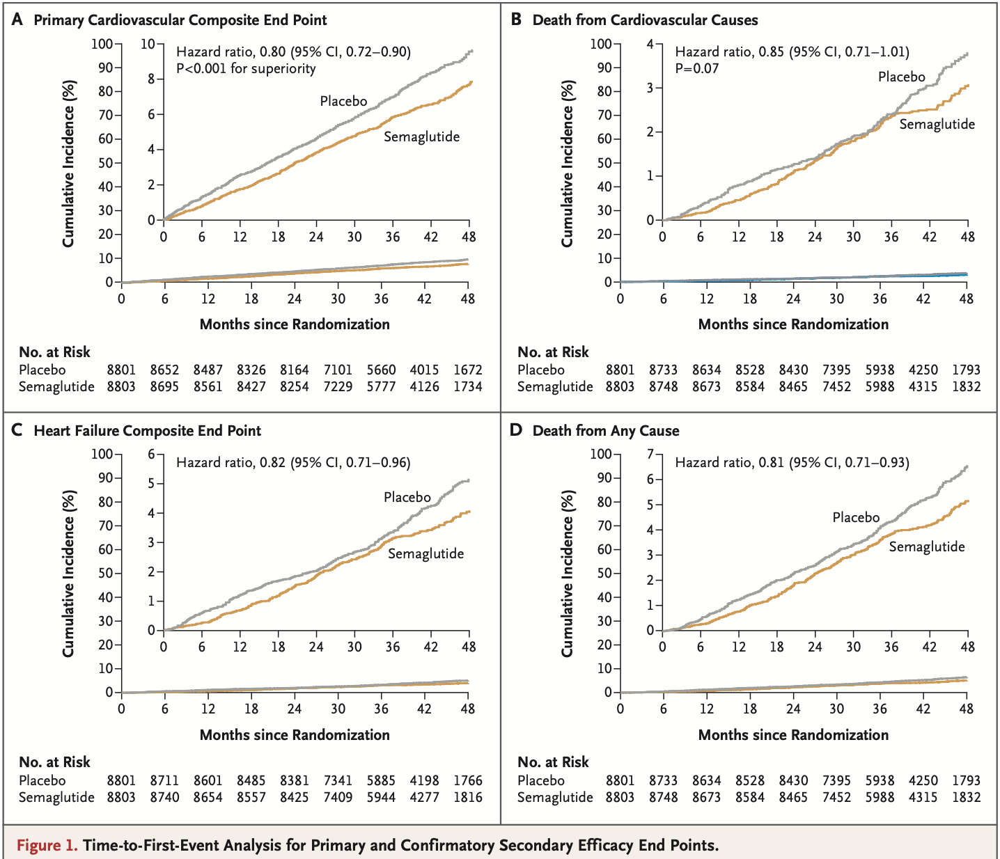 A Primary Cardiovascular Composite End Point
Cumulative Incidence (%)
100
90
80
70
60
50
40
30
20
10
0
10
8
6
4
2
0
Hazard ratio, 0.80 (95% CI, 0.72–0.90)
P<0.001 for superiority
Placebo
Semaglutide
0 6 12 18 24 30 36 42 48
0 6 12 18 24 30 36 42 48
Months since Randomization
No. at Risk
Placebo 8801 8652 8487 8326 8164 7101 5660 4015 1672
Semaglutide 8803 8695 8561 8427 8254 7229 5777 4126 1734
B Death from Cardiovascular Causes
Cumulative Incidence (%)
100
90
80
70
60
50
40
30
20
10
0
4
3
2
1
0
Hazard ratio, 0.85 (95% CI, 0.71–1.01)
P=0.07
Placebo
Semaglutide
0 6 12 18 24 30 36 42 48
0 6 12 18 24 30 36 42 48
Months since Randomization
No. at Risk
Placebo 8801 8733 8634 8528 8430 7395 5938 4250 1793
Semaglutide 8803 8748 8673 8584 8465 7452 5988 4315 1832
C Heart Failure Composite End Point
Cumulative Incidence (%)
100
90
80
70
60
50
40
30
20
10
0
6
5
4
3
2
1
0
Hazard ratio, 0.82 (95% CI, 0.71–0.96)
Placebo
Semaglutide
0 6 12 18 24 30 36 42 48
0 6 12 18 24 30 36 42 48
Months since Randomization
No. at Risk
Placebo 8801 8711 8601 8485 8381 7341 5885 4198 1766
Semaglutide 8803 8740 8654 8557 8425 7409 5944 4277 1816
D Death from Any Cause
Cumulative Incidence (%)
100
90
80
70
60
50
40
30
20
10
0
7
6
5
4
3
2
1
0
Hazard ratio, 0.81 (95% CI, 0.71–0.93)
Placebo
Semaglutide
0 6 12 18 24 30 36 42 48
0 6 12 18 24 30 36 42 48
Months since Randomization
No. at Risk
Placebo 8801 8733 8634 8528 8430 7395 5938 4250 1793
Semaglutide 8803 8748 8673 8584 8465 7452 5988 4315 1832
Figure 1. Time-to-First-Event Analysis for Primary and Confirmatory Secondary Efficacy End Points.